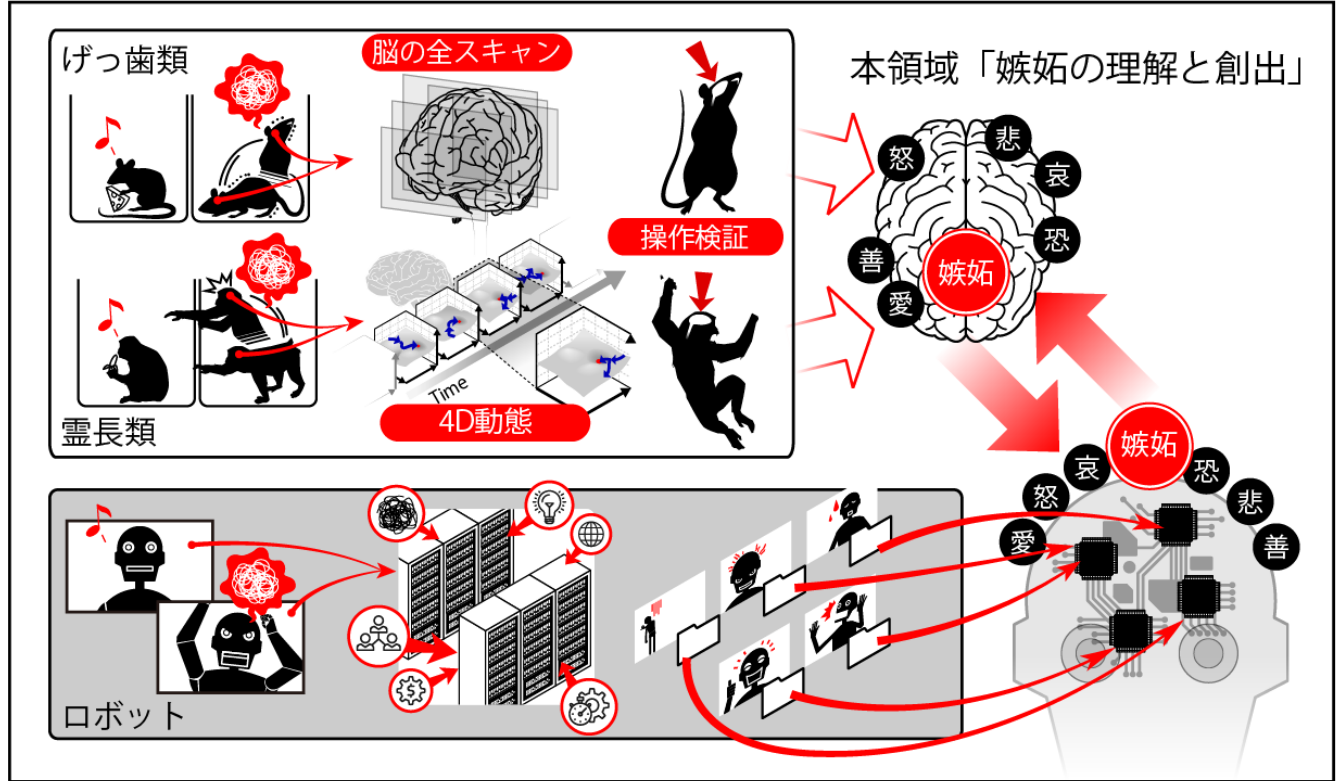 げっ歯類
脳の全スキャン
操作検証
Time
4D動態
霊長類
本領域「嫉妬の理解と創出」
怒
悲
哀
恐
善
愛
嫉妬
嫉妬
愛
怒
哀
恐
悲
善
$
ロボット